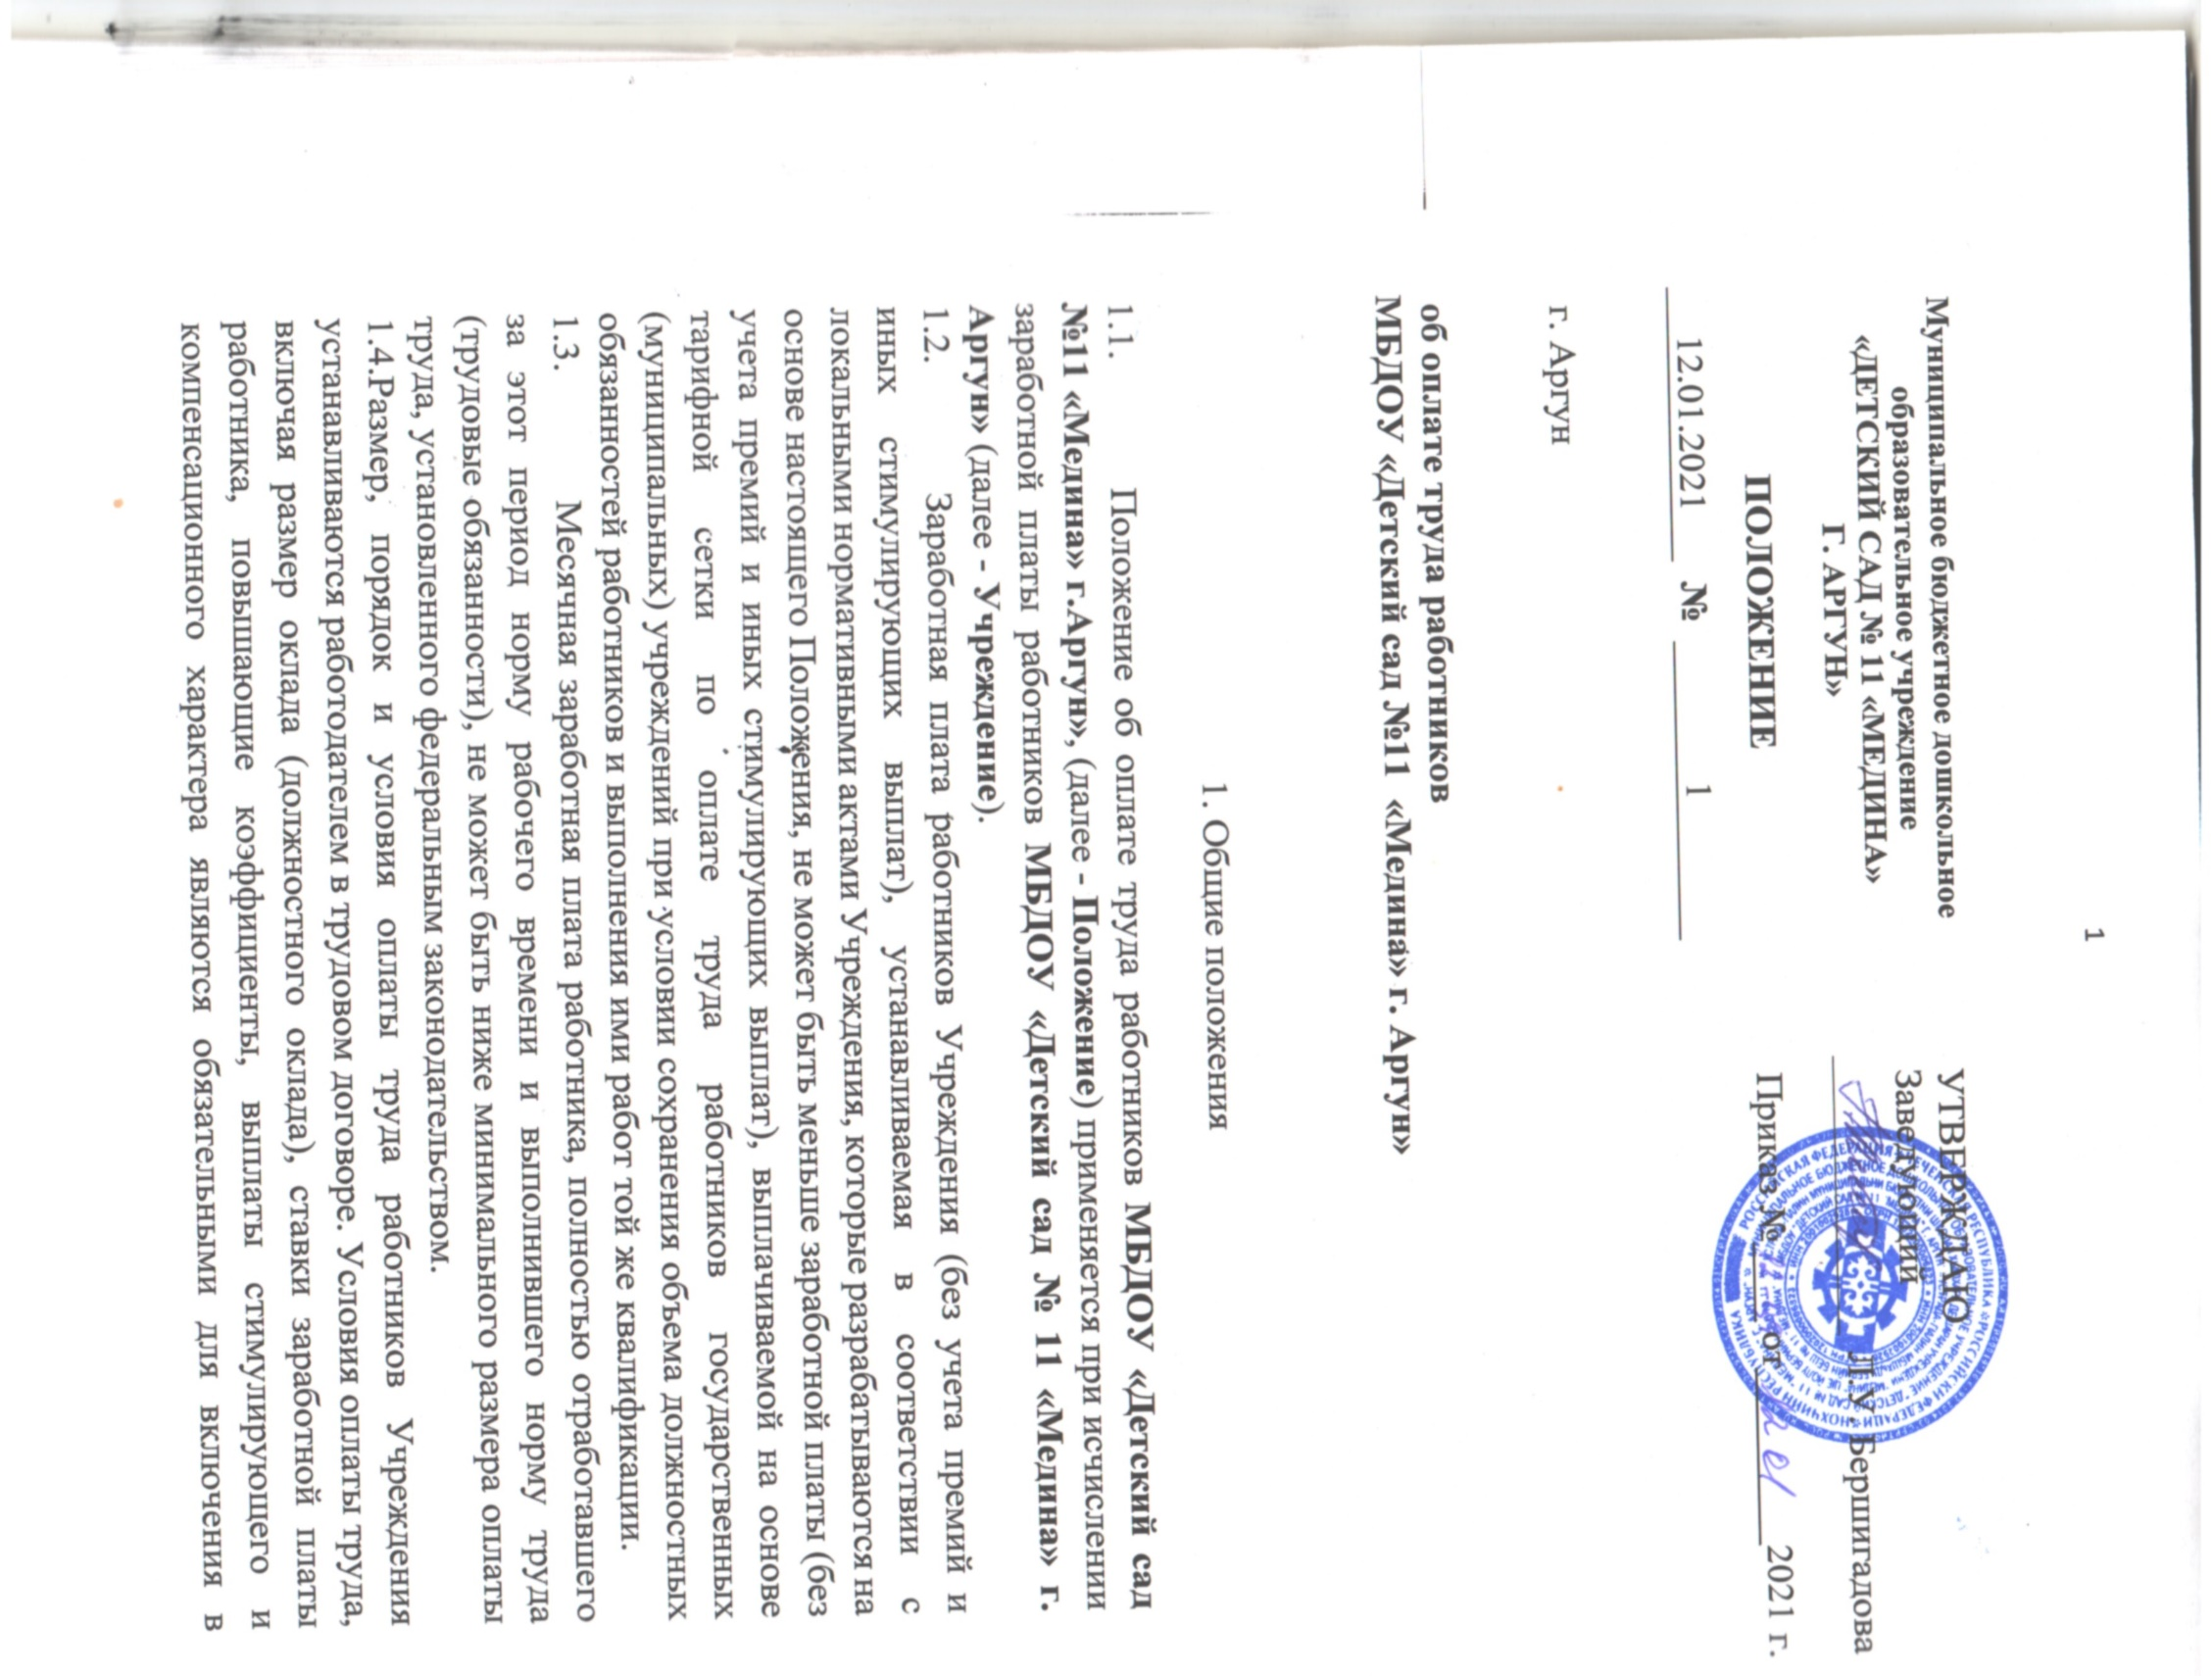 1
Муниципальное бюджетное дошкольное
образовательное учреждение
«ДЕТСКИЙ САД № 11 «МЕДИНА»
Г. АРГУН»
ПОЛОЖЕНИЕ
12.01.2021 № 1
г. Аргун
УТВЕРЖДАЮ
Заведующий
Л.У. Бершигадова
Приказ № от 2021 г.
об оплате труда работников
МБДОУ «Детский сад №11 «Медина» г. Аргун»
1. Общие положения
1.1. Положение об оплате труда работников МБДОУ «Детский сад
№11 «Медина» г.Аргун», (далее - Положение) применяется при исчислении
заработной платы работников МБДОУ «Детский сад № 11 «Медина» г.
Аргун» (далее - Учреждение).
1.2. Заработная плата работников Учреждения (без учета премий и
иных стимулирующих выплат), устанавливаемая в соответствии с
локальными нормативными актами Учреждения, которые разрабатываются на
основе настоящего Положения, не может быть меньше заработной платы (без
учета премий и иных стимулирующих выплат), выплачиваемой на основе
тарифной сетки по оплате труда работников государственных
(муниципальных) учреждений при условии сохранения объема должностных
обязанностей работников и выполнения ими работ той же квалификации.
1.3. Месячная заработная плата работника, полностью отработавшего
за этот период норму рабочего времени и выполнившего норму труда
(трудовые обязанности), не может быть ниже минимального размера оплаты
труда, установленного федеральным законодательством.
1.4.Размер, порядок и условия оплаты труда работников Учреждения
устанавливаются работодателем в трудовом договоре. Условия оплаты труда,
включая размер оклада (должностного оклада), ставки заработной платы
работника, повышающие коэффициенты, выплаты стимулирующего и
компенсационного характера являются обязательными для включения в